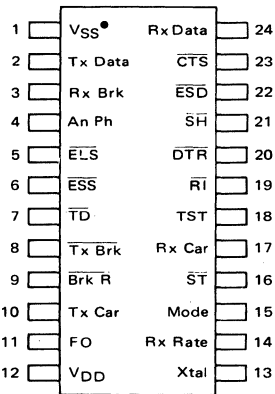 1 VSS RxData 24
2 Tx Data CTS 23
3 Rx Brk ESD 22
4 An Ph SH 21
5 ELS DTR 20
6 ESS RI 19
7 TD TST 18
8 Tx Brk Rx Car 17
9 Brk R ST 16
10 Tx Car Mode 15
11 FO Rx Rate 14
12 VDD Xtal 13